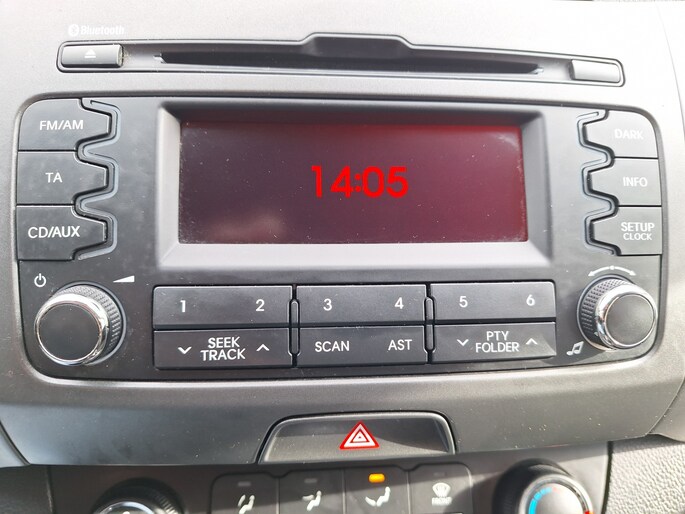 Bluetooth
FM/AM
DARK
TA
14:05
INFO
CD/AUX
SETUP
CLOCK
1 2 3 4 5 6
SEEK
TRACK
SCAN AST
PTY
FOLDER
FRONT